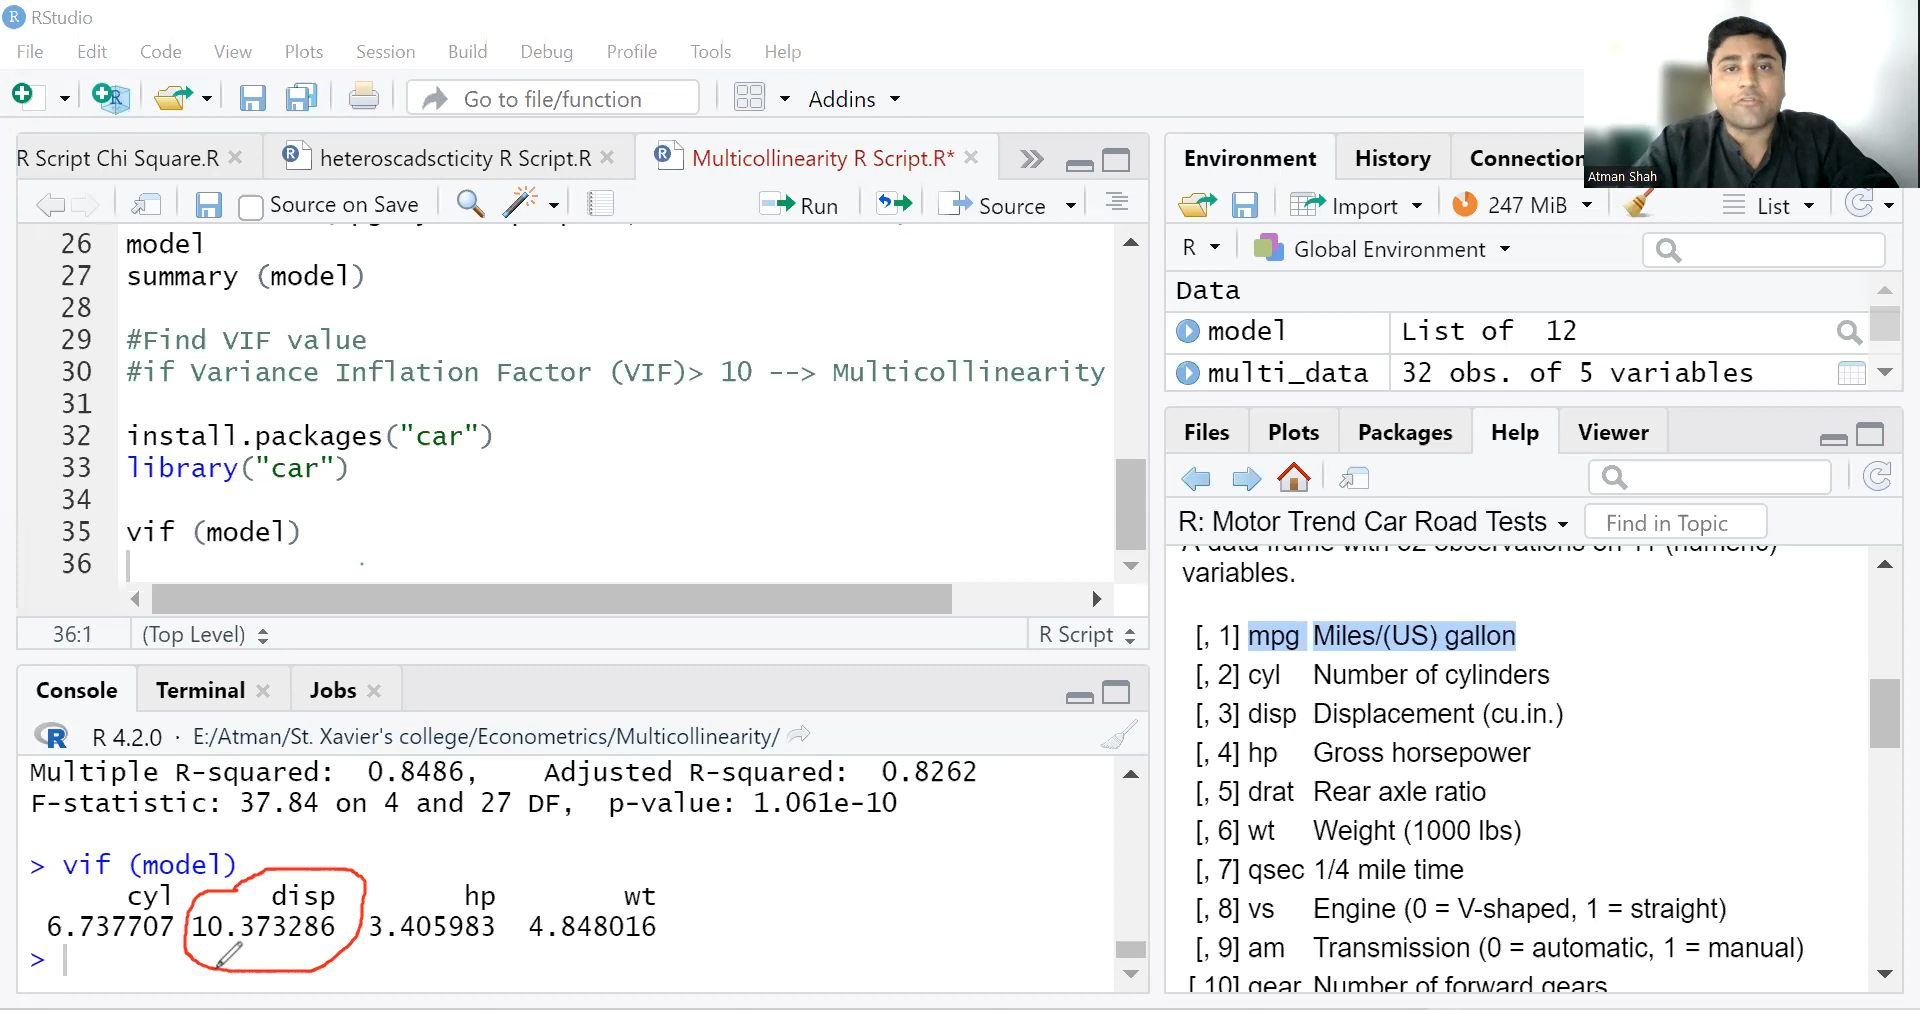 RStudio
File Edit Code View Plots Session Build Debug Profile Tools Help
Go to file/function Addins
R Script Chi Square.R heteroscadscticity R Script.R Multicollinearity R Script.R*
Source on Save Run Source
26 model
27 summary (model)
28
29 #Find VIF value
30 #if Variance Inflation Factor (VIF)> 10 --> Multicollinearity
31
32 install.packages("car")
33 library("car")
34
35 vif (model)
36
36:1 (Top Level) R Script
Console Terminal Jobs
R 4.2.0 · E:/Atman/St. Xavier's college/Econometrics/Multicollinearity/
Multiple R-squared: 0.8486, Adjusted R-squared: 0.8262
F-statistic: 37.84 on 4 and 27 DF, p-value: 1.061e-10
> vif (model)
cyl disp hp wt
6.737707 10.373286 3.405983 4.848016
>
Environment History Connection
Atman Shah
Import 247 MiB List
R Global Environment
Data
model List of 12
multi_data 32 obs. of 5 variables
Files Plots Packages Help Viewer
R: Motor Trend Car Road Tests Find in Topic
A data frame with 32 observations on 11 (numeric)
variables.
[, 1] mpg Miles/(US) gallon
[, 2] cyl Number of cylinders
[, 3] disp Displacement (cu.in.)
[, 4] hp Gross horsepower
[, 5] drat Rear axle ratio
[, 6] wt Weight (1000 lbs)
[, 7] qsec 1/4 mile time
[, 8] vs Engine (0 = V-shaped, 1 = straight)
[, 9] am Transmission (0 = automatic, 1 = manual)
[,10] gear Number of forward gears